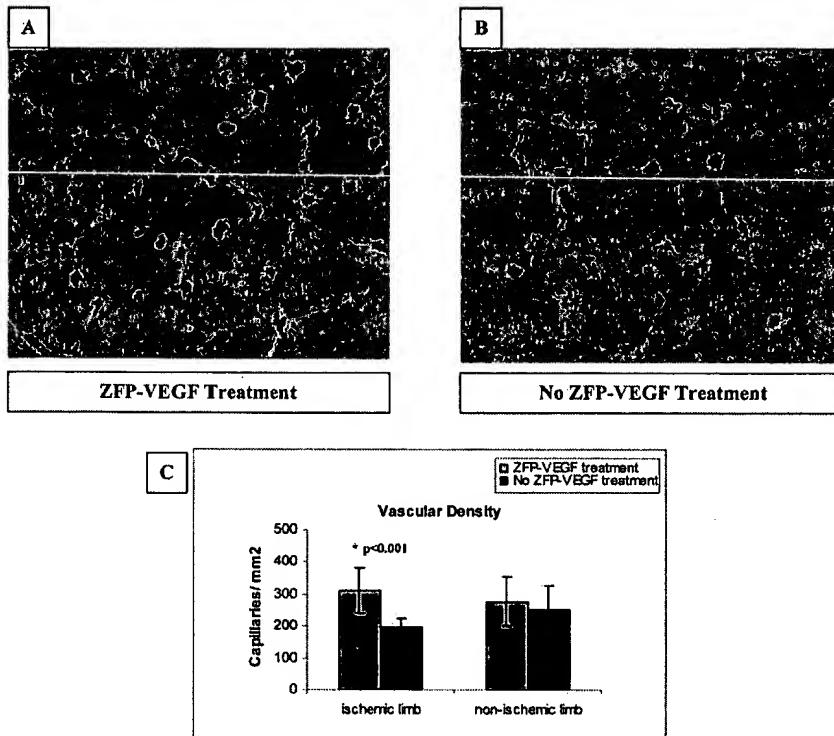 A
B
ZFP-VEGF Treatment
No ZFP-VEGF Treatment
C
ZFP-VEGF treatment
No ZFP-VEGF treatment
Vascular Density
Capillaries/ mm2
500
400
300
200
100
0
* p<0.001
ischemic limb
non-ischemic limb